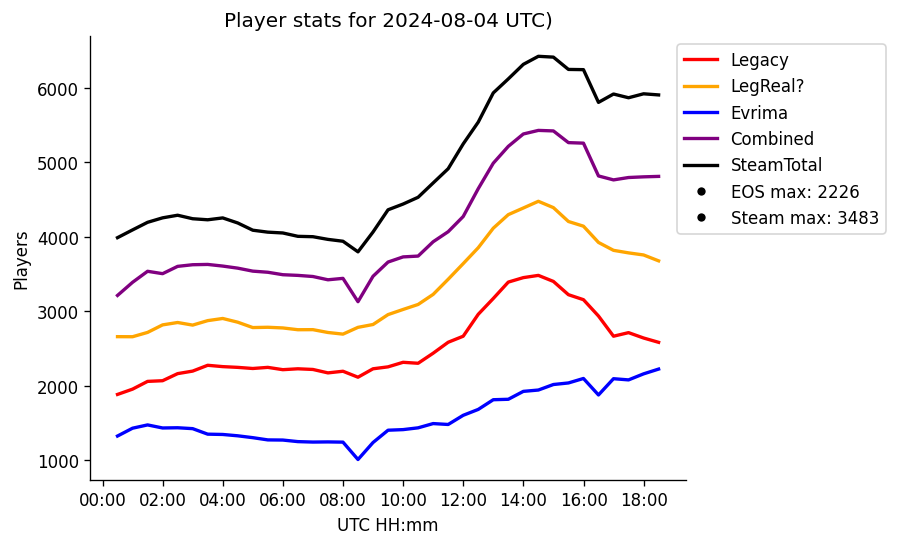 Player stats for 2024-08-04 UTC)
Legacy
LegReal?
Evrima
Combined
SteamTotal
EOS max: 2226
Steam max: 3483
Players
6000
5000
4000
3000
2000
1000
00:00 02:00 04:00 06:00 08:00 10:00 12:00 14:00 16:00 18:00
UTC HH:mm